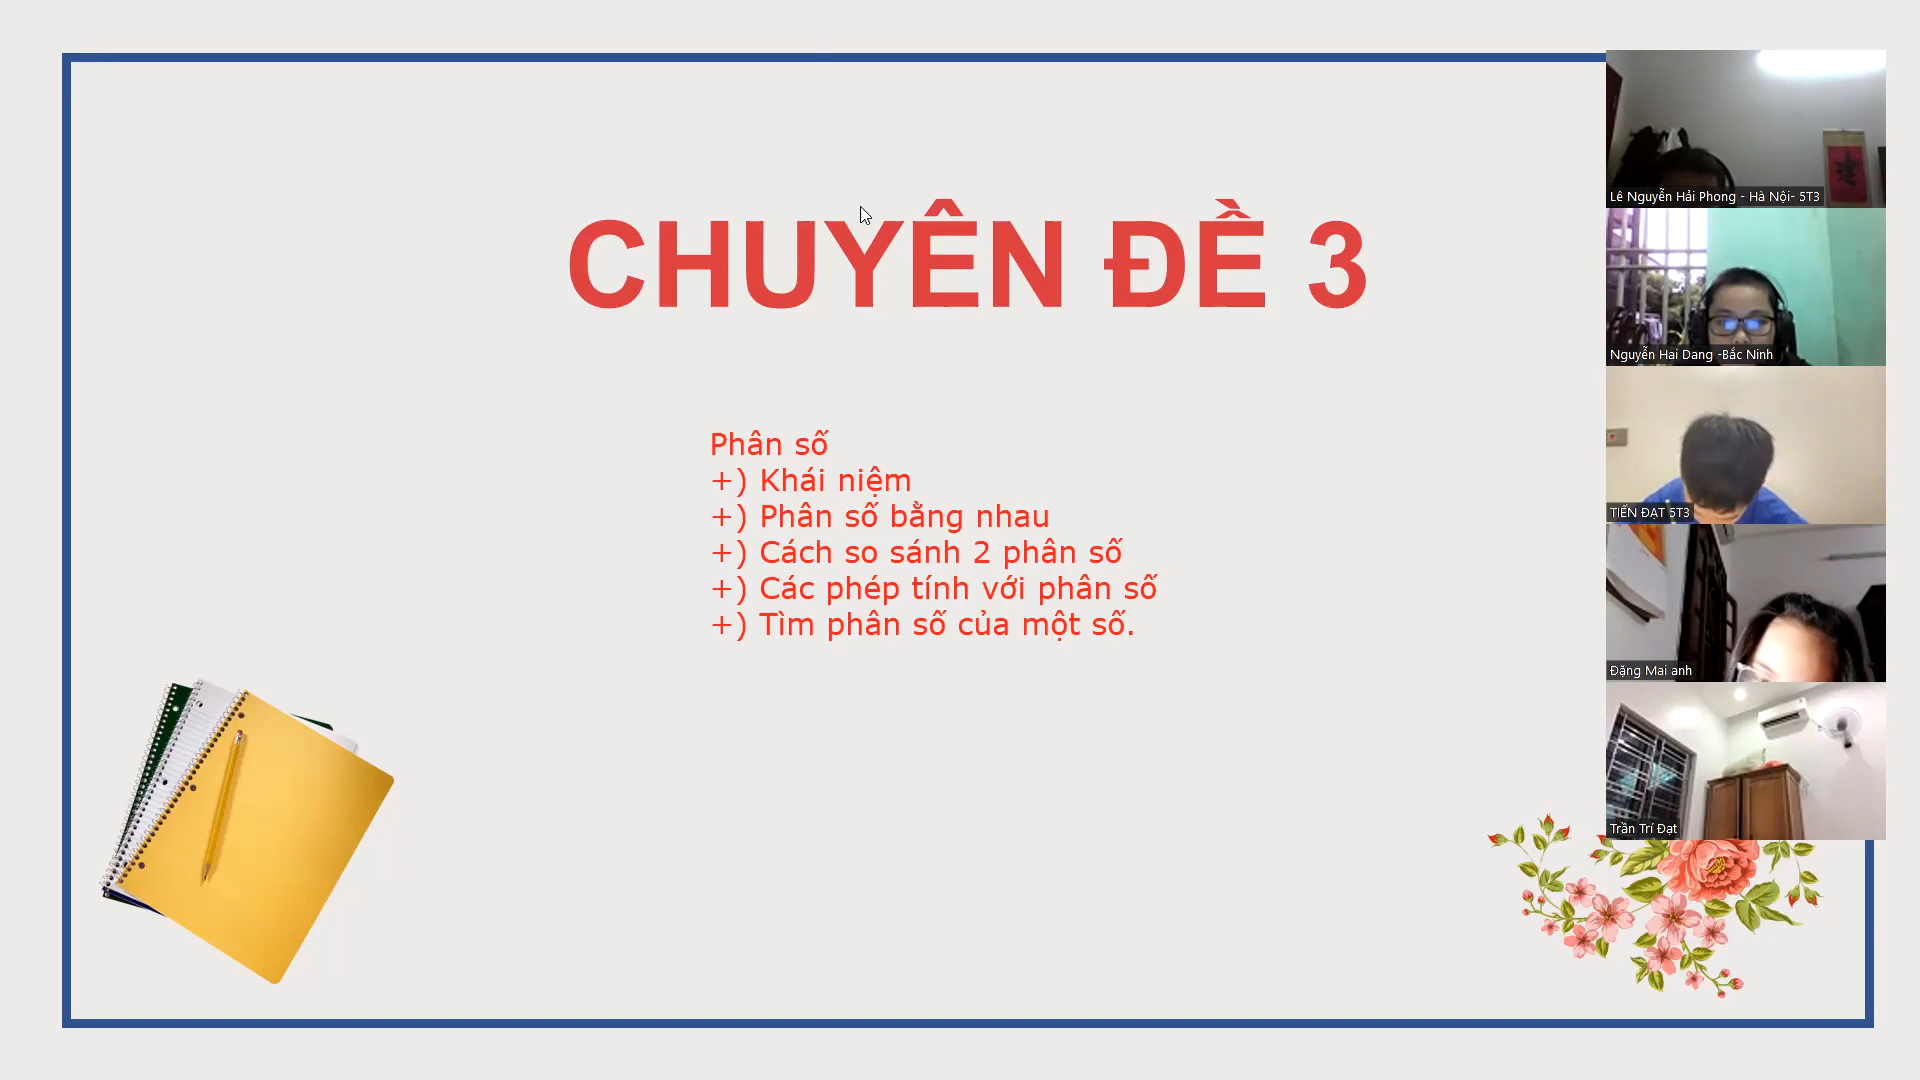 CHUYÊN ĐỀ 3
Phân số
+) Khái niệm
+) Phân số bằng nhau
+) Cách so sánh 2 phân số
+) Các phép tính với phân số
+) Tìm phân số của một số.
Lê Nguyễn Hải Phong - Hà Nội- 5T3
Nguyễn Hai Dang -Bắc Ninh
TIẾN ĐẠT 5T3
Đặng Mai anh
Trần Trí Đạt